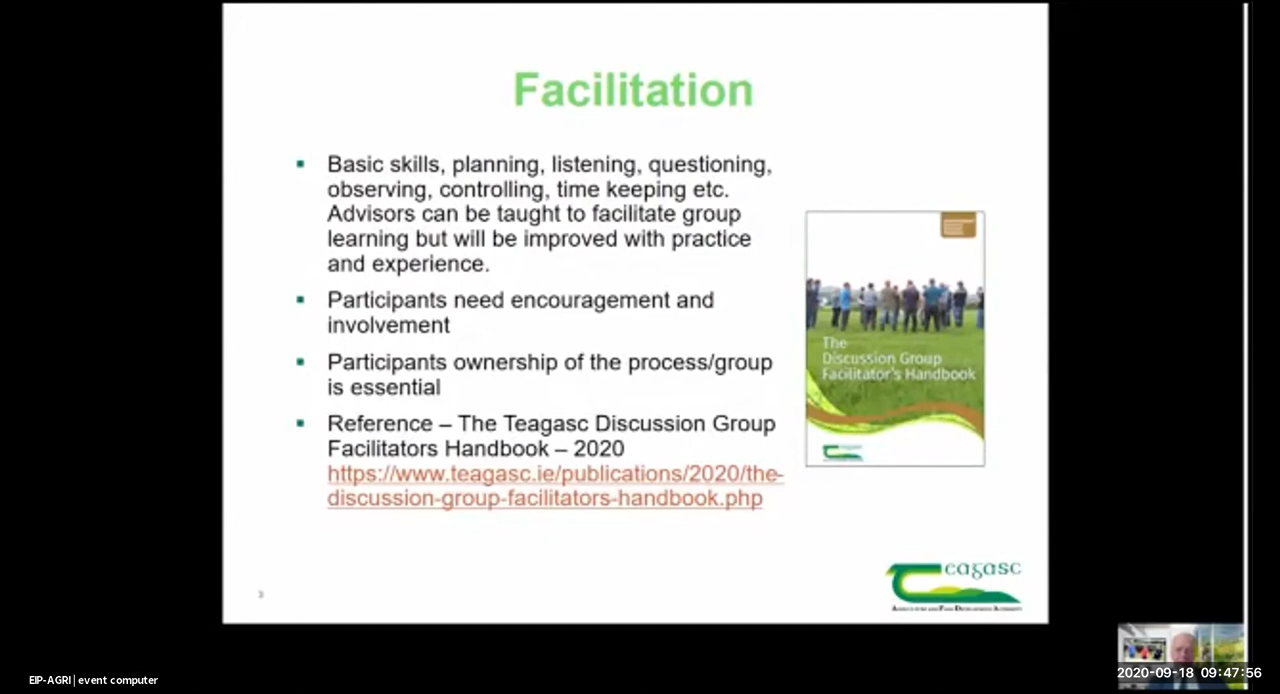 Facilitation
Basic skills, planning, listening, questioning,
observing, controlling, time keeping etc.
Advisors can be taught to facilitate group
learning but will be improved with practice
and experience.
Participants need encouragement and
involvement
Participants ownership of the process/group
is essential
Reference – The Teagasc Discussion Group
Facilitators Handbook – 2020
https://www.teagasc.ie/publications/2020/the-
discussion-group-facilitators-handbook.php
The
Discussion Group
Facilitator's Handbook
3
eagasc
Agriculture and Food Development Authority
EIP-AGRI | event computer
2020-09-18 09:47:56